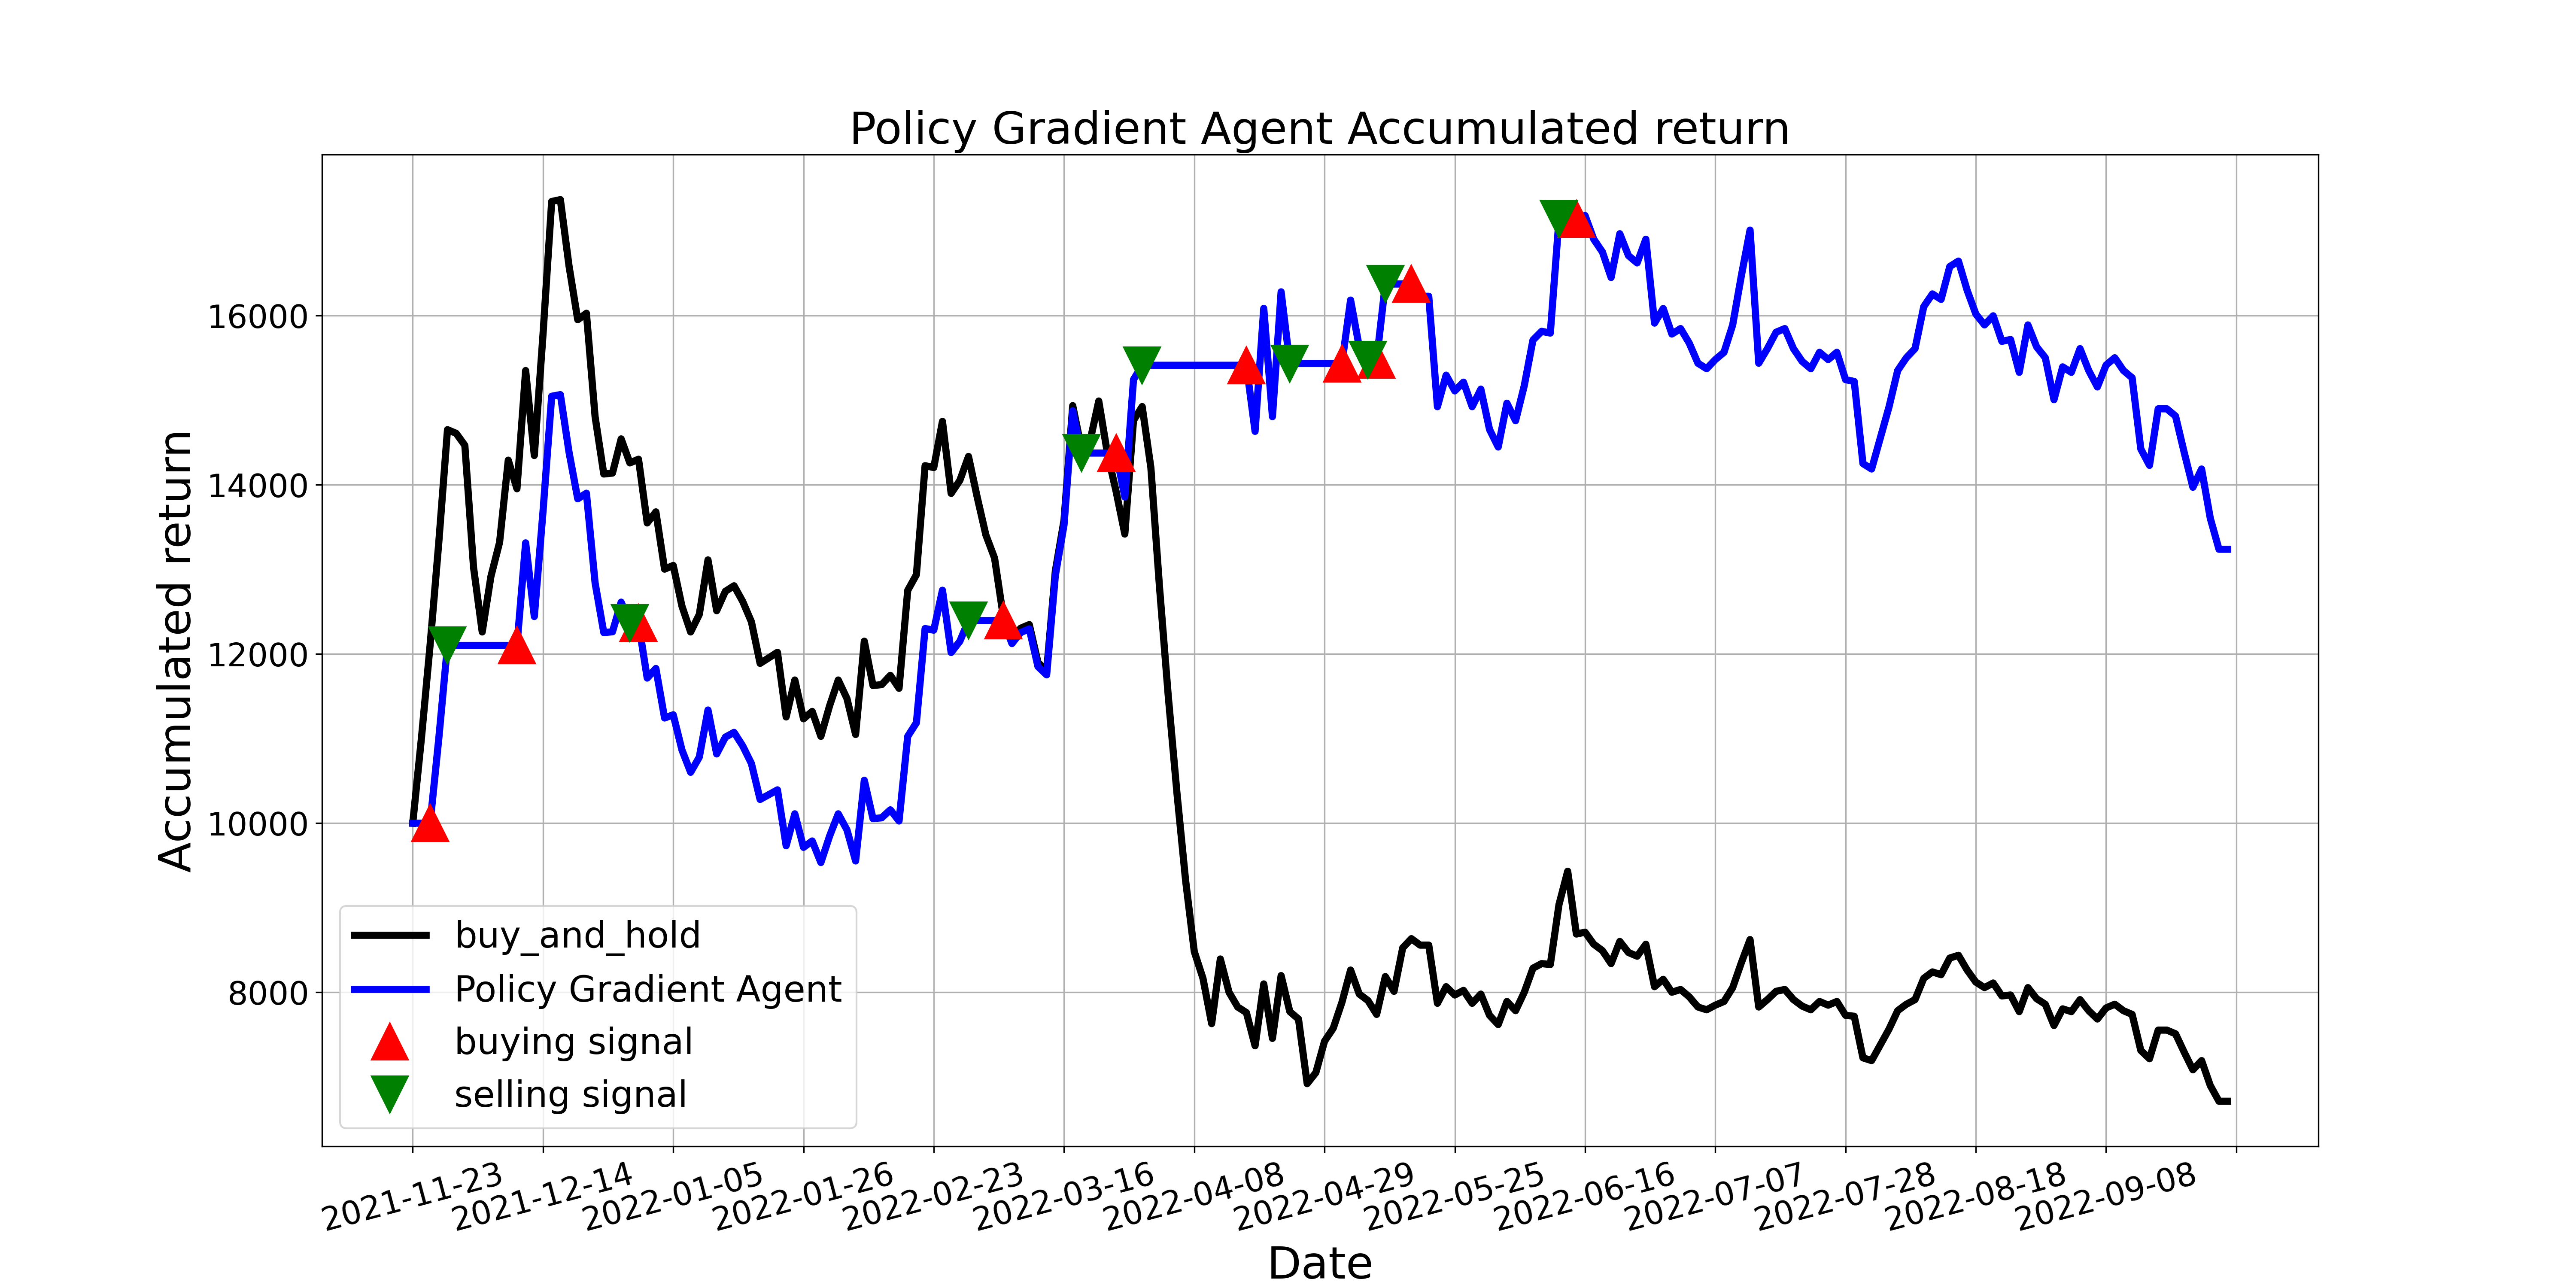 Policy Gradient Agent Accumulated return
Accumulated return
16000
14000
12000
10000
8000
buy_and_hold
Policy Gradient Agent
buying signal
selling signal
2021-11-23
2021-12-14
2022-01-05
2022-01-26
2022-02-23
2022-03-16
2022-04-08
2022-04-29
2022-05-25
2022-06-16
2022-07-07
2022-07-28
2022-08-18
2022-09-08
Date